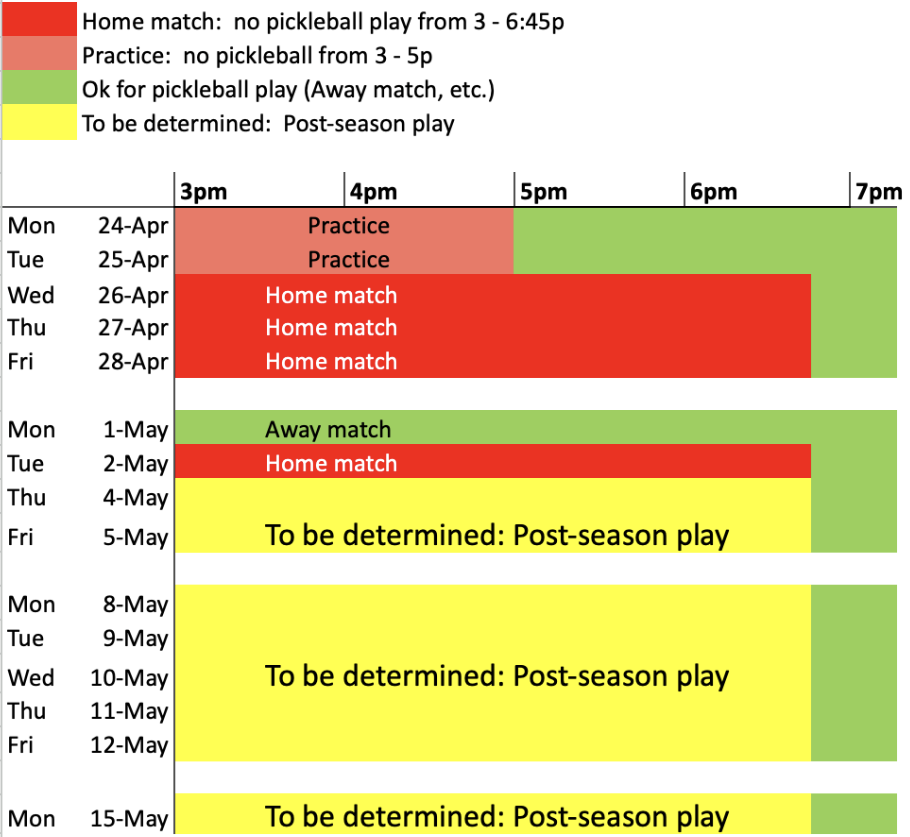 Home match:  no pickleball play from 3 - 6:45p
Practice:  no pickleball from 3 - 5p
Ok for pickleball play (Away match, etc.)
To be determined:  Post-season play
3pm 4pm 5pm 6pm 7pm
Mon 24-Apr Practice
Tue 25-Apr Practice
Wed 26-Apr Home match
Thu 27-Apr Home match
Fri 28-Apr Home match
Mon 1-May Away match
Tue 2-May Home match
Thu 4-May
Fri 5-May To be determined: Post-season play
Mon 8-May
Tue 9-May
Wed 10-May To be determined: Post-season play
Thu 11-May
Fri 12-May
Mon 15-May To be determined: Post-season play